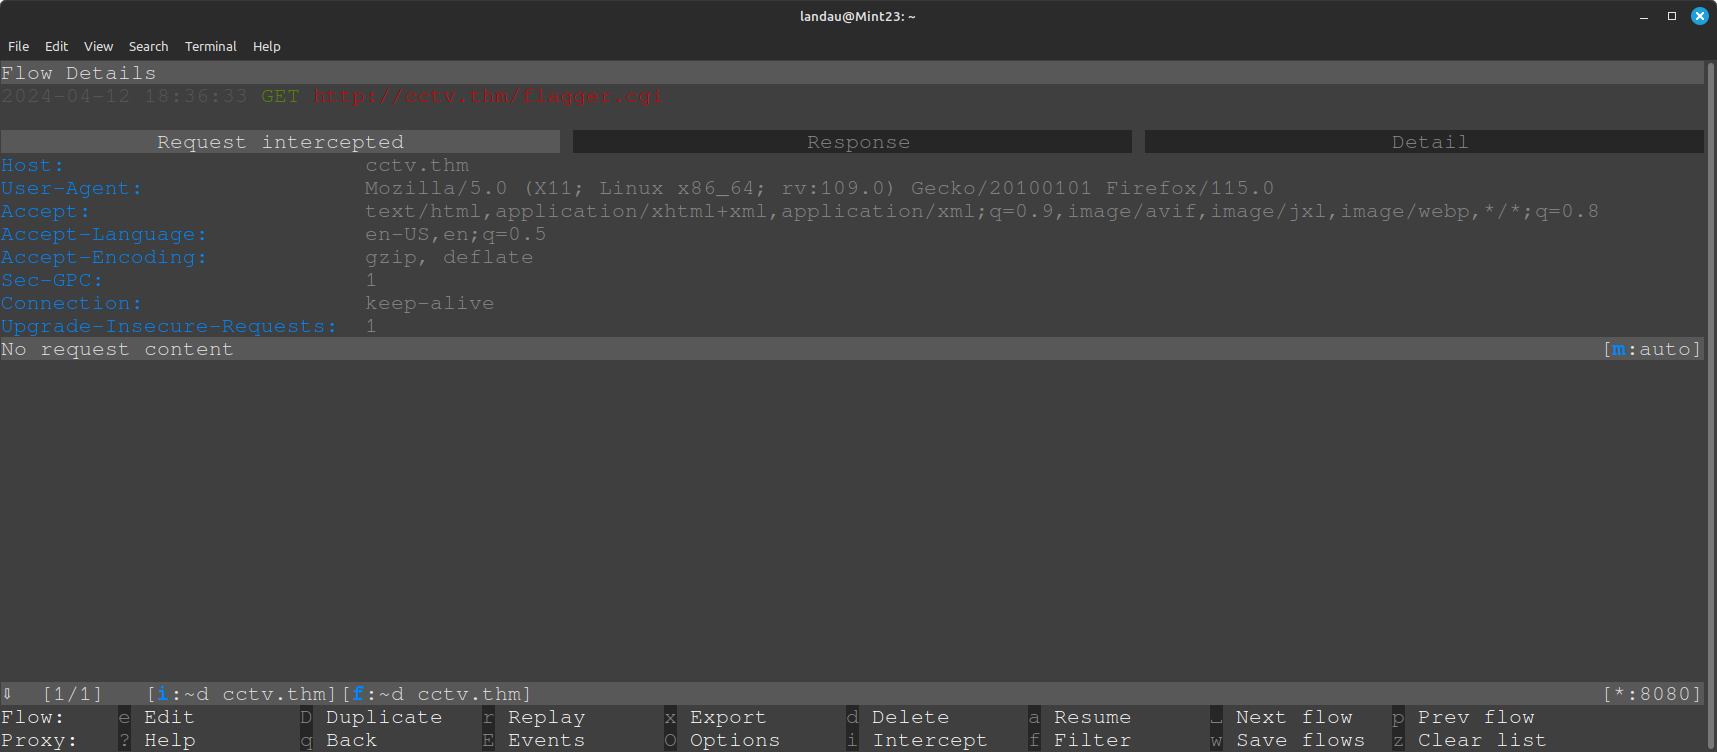 landau@Mint23: ~
File Edit View Search Terminal Help
Flow Details
2024-04-12 18:36:33 GET http://cctv.thm/flaggor.cgi
Request intercepted Response Detail
Host: cctv.thm
User-Agent: Mozilla/5.0 (X11; Linux x86_64; rv:109.0) Gecko/20100101 Firefox/115.0
Accept: text/html,application/xhtml+xml,application/xml;q=0.9,image/avif,image/jxl,image/webp,*/*;q=0.8
Accept-Language: en-US,en;q=0.5
Accept-Encoding: gzip, deflate
Sec-GPC: 1
Connection: keep-alive
Upgrade-Insecure-Requests: 1
No request content [m:auto]
⇩ [1/1] [i:~d cctv.thm][f:~d cctv.thm] [*:8080]
Flow: e Edit D Duplicate r Replay x Export d Delete a Resume ⎵ Next flow p Prev flow
Proxy: ? Help q Back E Events O Options i Intercept f Filter w Save flows z Clear list